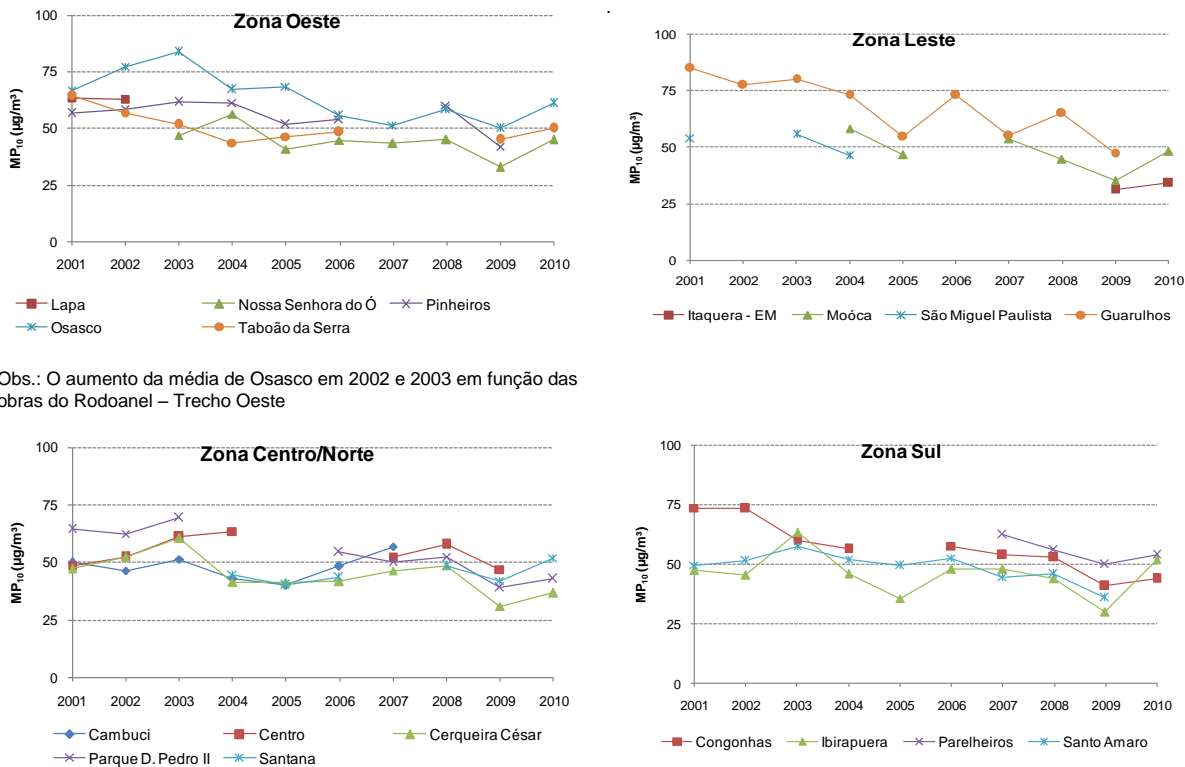 Zona Oeste
100
75
50
25
0
MP₁₀ (µg/m³)
2001 2002 2003 2004 2005 2006 2007 2008 2009 2010
Lapa Nossa Senhora do Ó Pinheiros
Osasco Taboão da Serra
.
Zona Leste
100
75
50
25
0
MP₁₀ (µg/m³)
2001 2002 2003 2004 2005 2006 2007 2008 2009 2010
Itaquera - EM Moóca São Miguel Paulista Guarulhos
Obs.: O aumento da média de Osasco em 2002 e 2003 em função das
obras do Rodoanel – Trecho Oeste
Zona Centro/Norte
100
75
50
25
0
MP₁₀ (µg/m³)
2001 2002 2003 2004 2005 2006 2007 2008 2009 2010
Cambuci Centro Cerqueira César
Parque D. Pedro II Santana
Zona Sul
100
75
50
25
0
MP₁₀ (µg/m³)
2001 2002 2003 2004 2005 2006 2007 2008 2009 2010
Congonhas Ibirapuera Parelheiros Santo Amaro